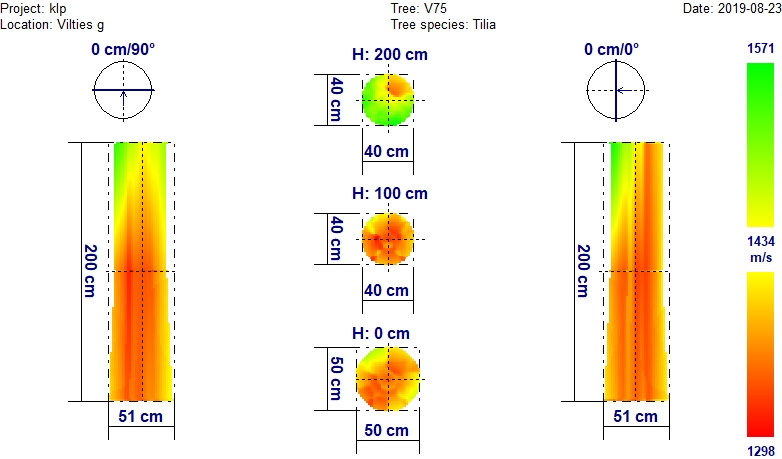 Project: klp
Tree: V75
Date: 2019-08-23
Location: Vilties g
Tree species: Tilia
0 cm/90°
H: 200 cm
0 cm/0°
1571
40 cm
40 cm
H: 100 cm
40 cm
40 cm
200 cm
200 cm
1434
m/s
H: 0 cm
50 cm
50 cm
51 cm
51 cm
1298